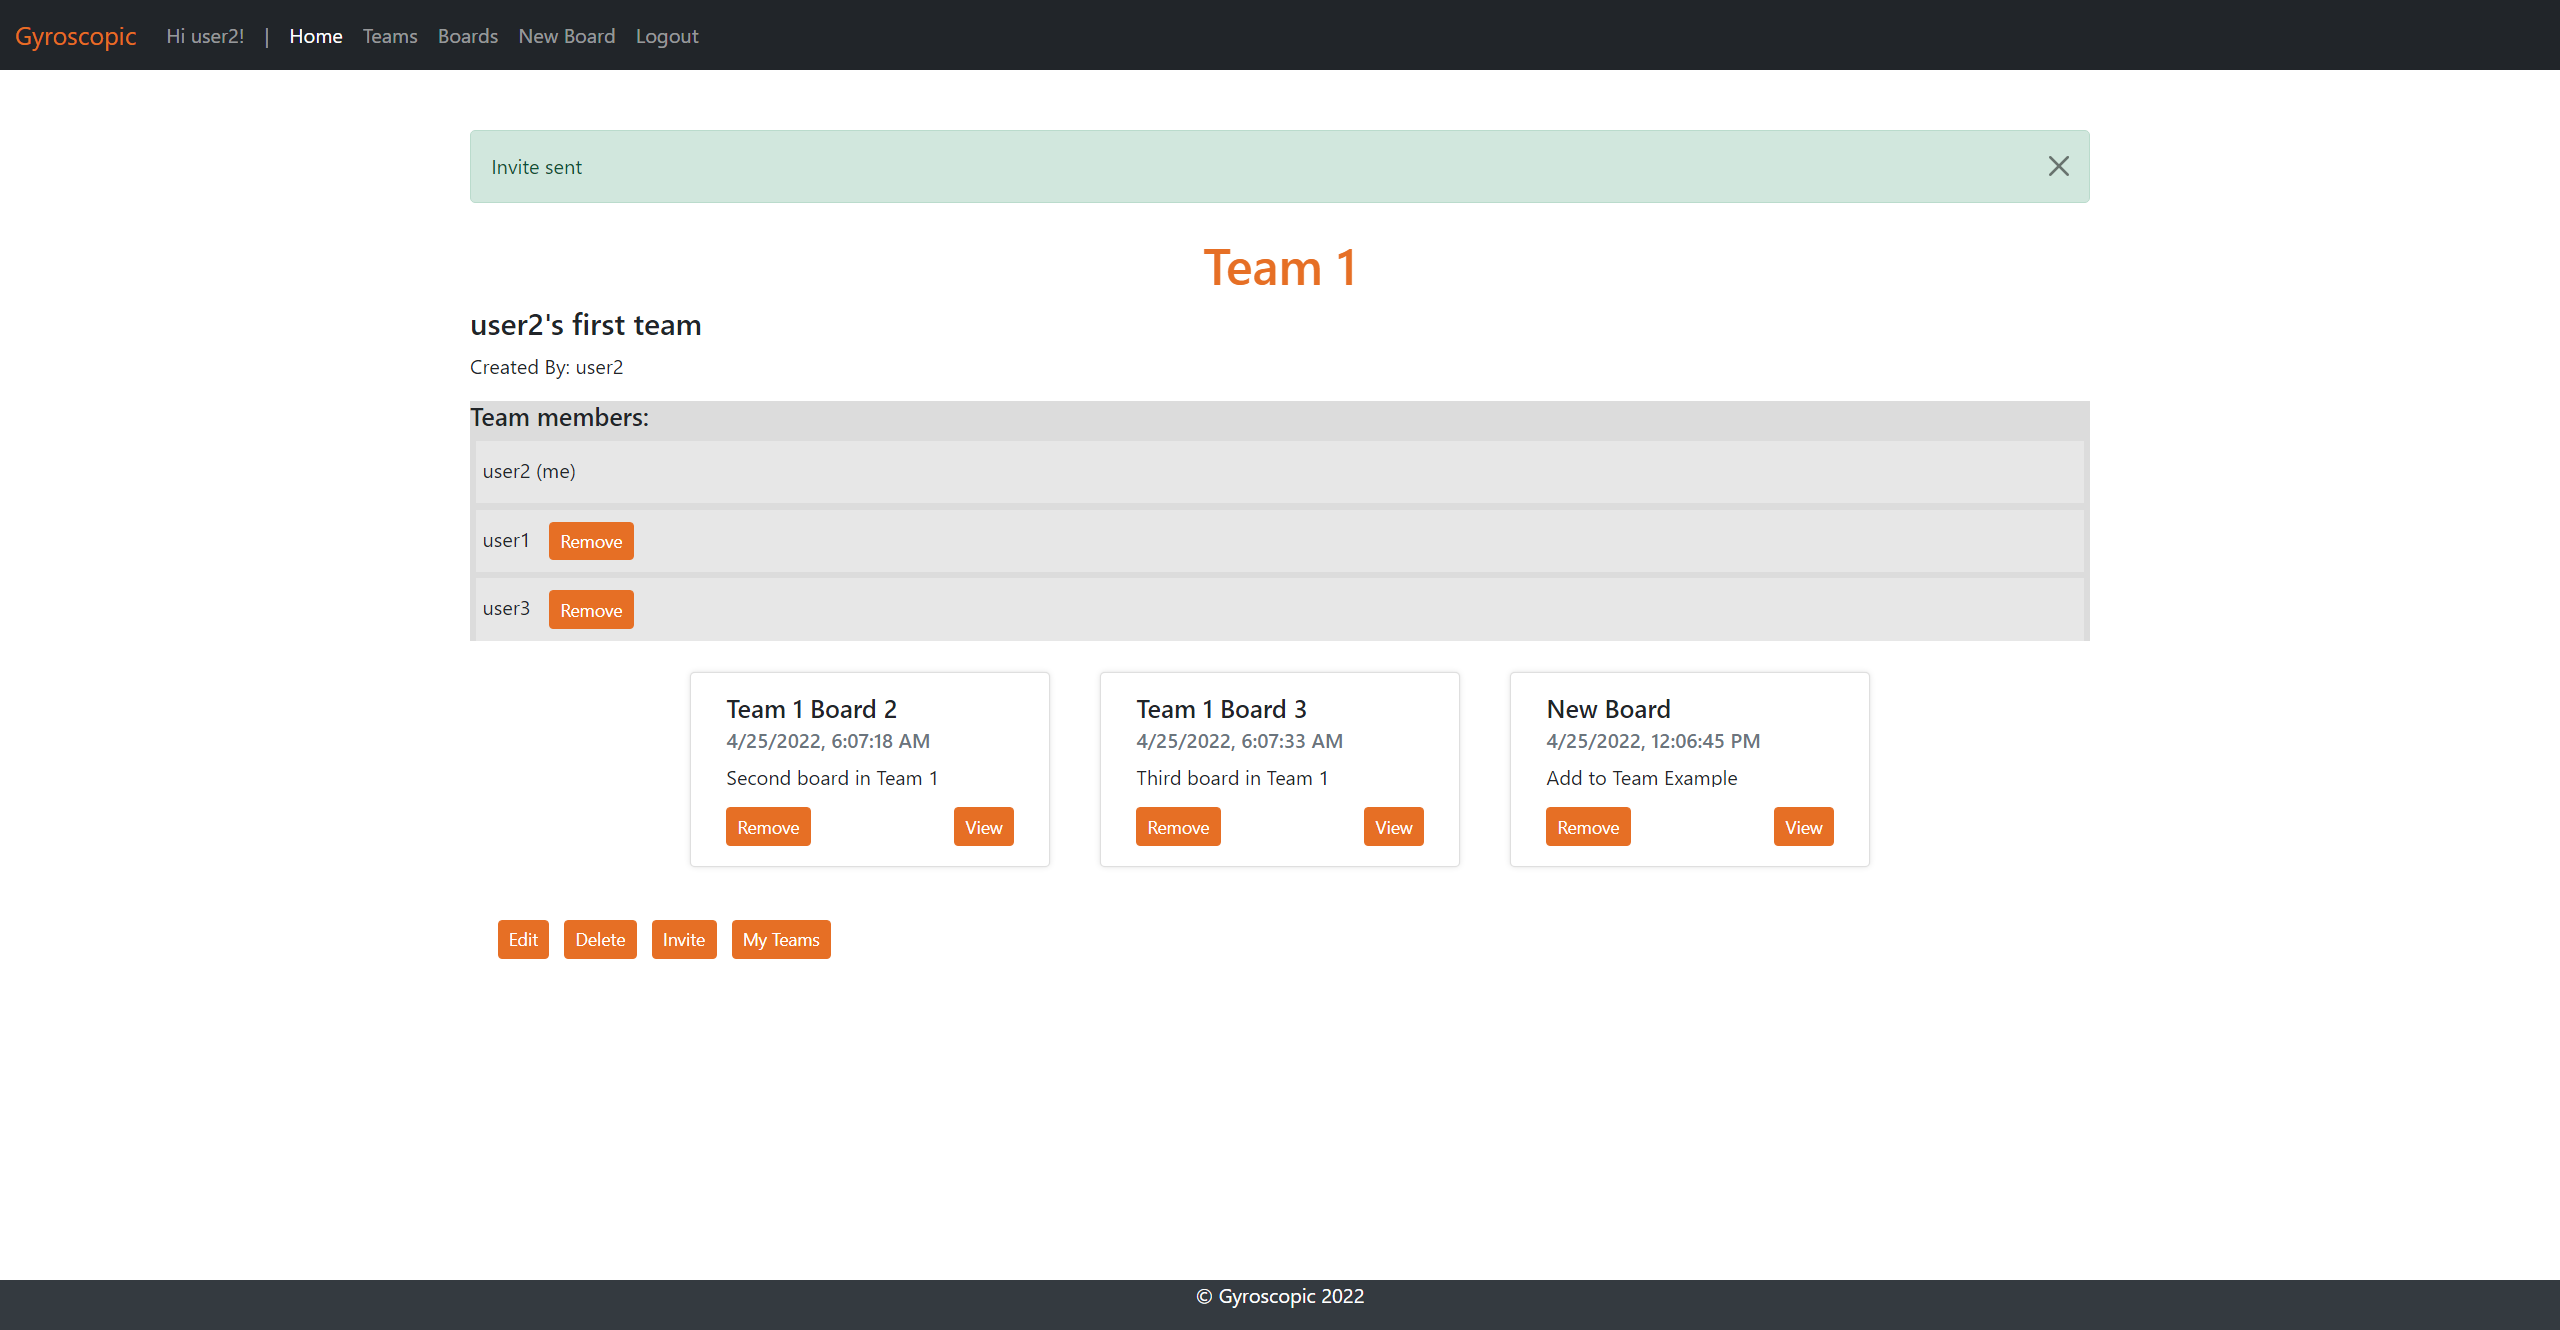 Gyroscopic Hi user2! | Home Teams Boards New Board Logout
Invite sent
Team 1
user2's first team
Created By: user2
Team members:
user2 (me)
user1 Remove
user3 Remove
Team 1 Board 2
4/25/2022, 6:07:18 AM
Second board in Team 1
Remove View
Team 1 Board 3
4/25/2022, 6:07:33 AM
Third board in Team 1
Remove View
New Board
4/25/2022, 12:06:45 PM
Add to Team Example
Remove View
Edit Delete Invite My Teams
© Gyroscopic 2022